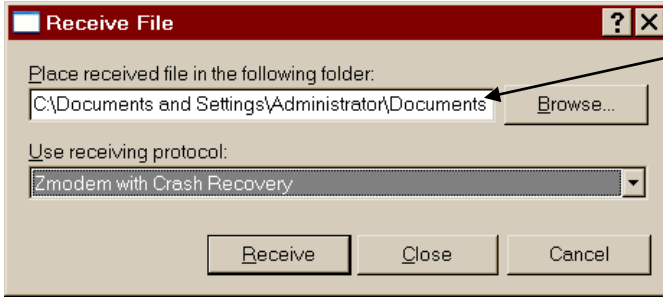 Receive File
Place received file in the following folder:
C:\Documents and Settings\Administrator\Documents
Browse...
Use receiving protocol:
Zmodem with Crash Recovery
Receive Close Cancel